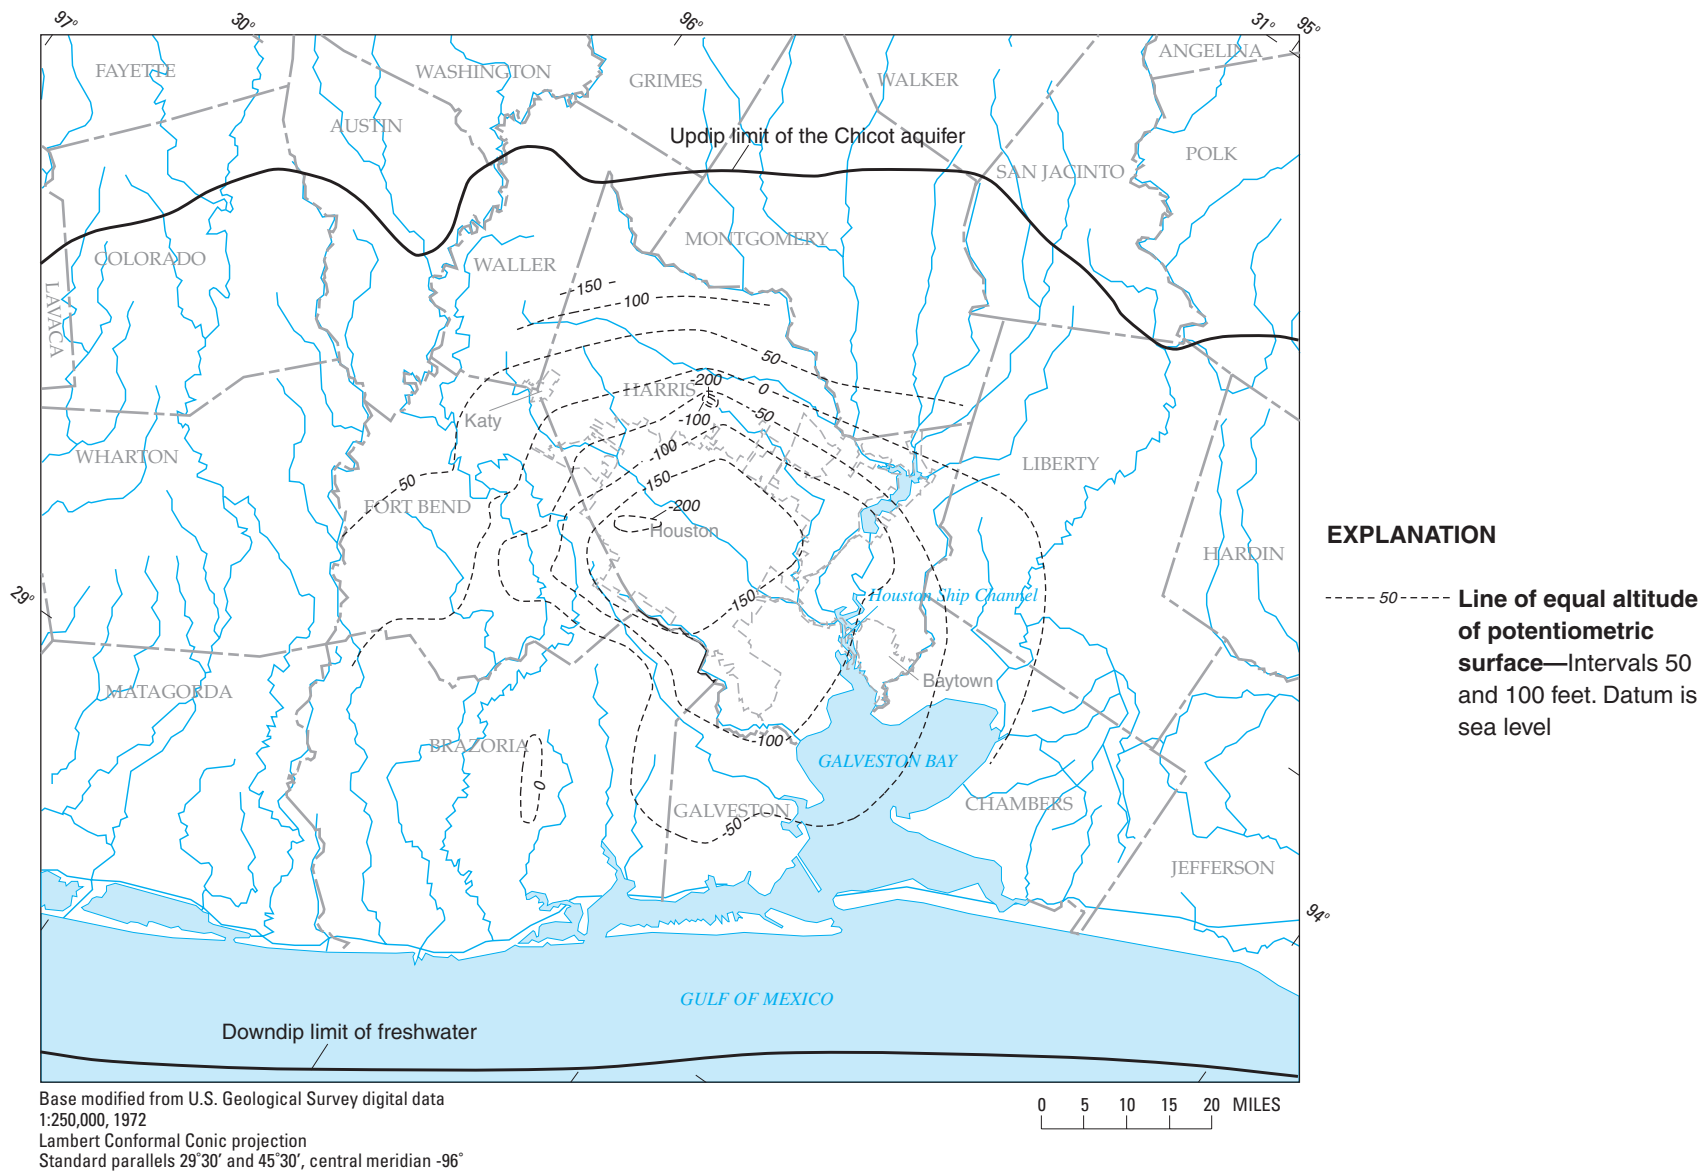 97°
30°
96°
31°
95°
FAYETTE
WASHINGTON
GRIMES
WALKER
ANGELINA
AUSTIN
Updip limit of the Chicot aquifer
POLK
SAN JACINTO
COLORADO
WALLER
MONTGOMERY
LAVACA
-150
100
50
HARRIS
-200
0
-50
-100
Katy
WHARTON
-100
LIBERTY
50
-150
FORT BEND
-200
Houston
HARDIN
29°
-150
Houston Ship Channel
MATAGORDA
Baytown
BRAZORIA
-100
GALVESTON BAY
0
GALVESTON
CHAMBERS
-50
JEFFERSON
94°
GULF OF MEXICO
Downdip limit of freshwater
EXPLANATION
50
Line of equal altitude
of potentiometric
surface—Intervals 50
and 100 feet. Datum is
sea level
Base modified from U.S. Geological Survey digital data
1:250,000, 1972
Lambert Conformal Conic projection
Standard parallels 29°30′ and 45°30′, central meridian -96°
0 5 10 15 20 MILES